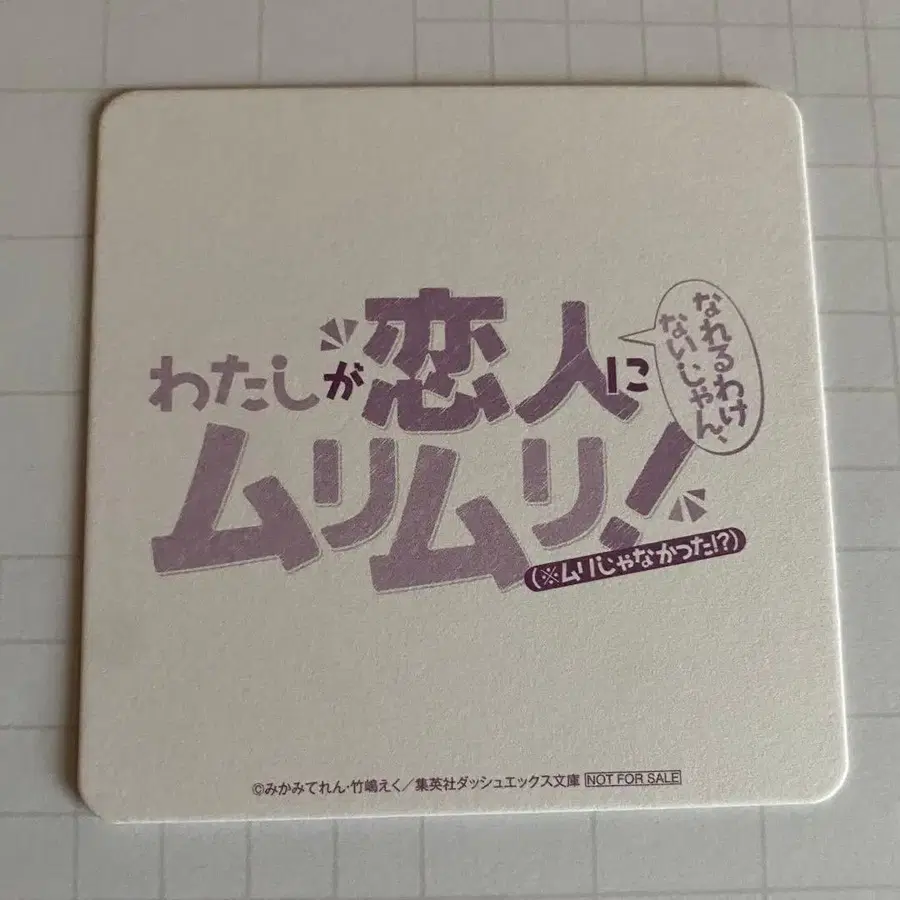 わたしが恋人に
なれるわけ
ないじゃん、
ムリムリ!
(※ムリじゃなかった!?)
©みかみてれん・竹嶋えく／集英社ダッシュエックス文庫 NOT FOR SALE